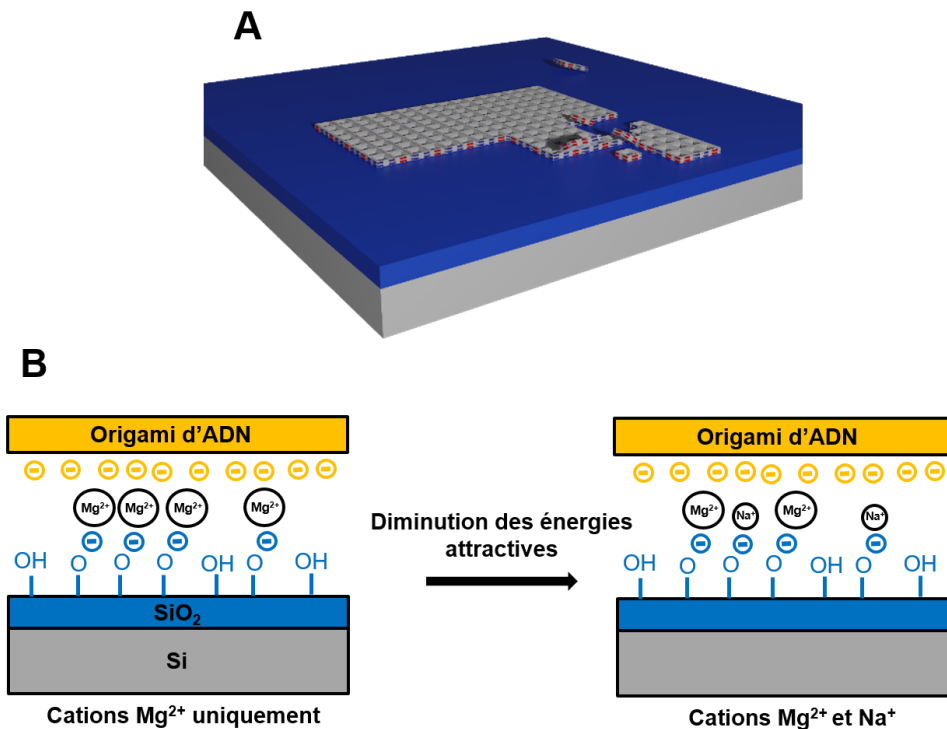 A
B
Origami d'ADN
Mg²⁺ Mg²⁺ Mg²⁺ Mg²⁺
OH O O O OH O OH
SiO₂
Si
Cations Mg²⁺ uniquement
Diminution des énergies
attractives
Origami d'ADN
Mg²⁺ Na⁺ Mg²⁺ Na⁺
OH O O O OH O OH
Cations Mg²⁺ et Na⁺